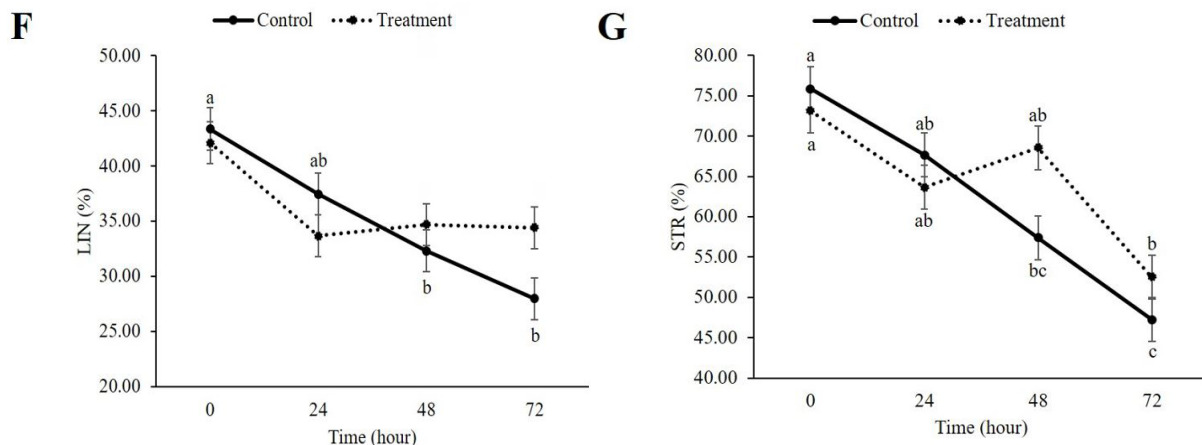 F
Control Treatment
50.00
45.00
40.00
35.00
30.00
25.00
20.00
LIN (%)
a
ab
b
b
0 24 48 72
Time (hour)
G
Control Treatment
80.00
75.00
70.00
65.00
60.00
55.00
50.00
45.00
40.00
STR (%)
a
a
ab
ab
ab
bc
b
c
0 24 48 72
Time (hour)